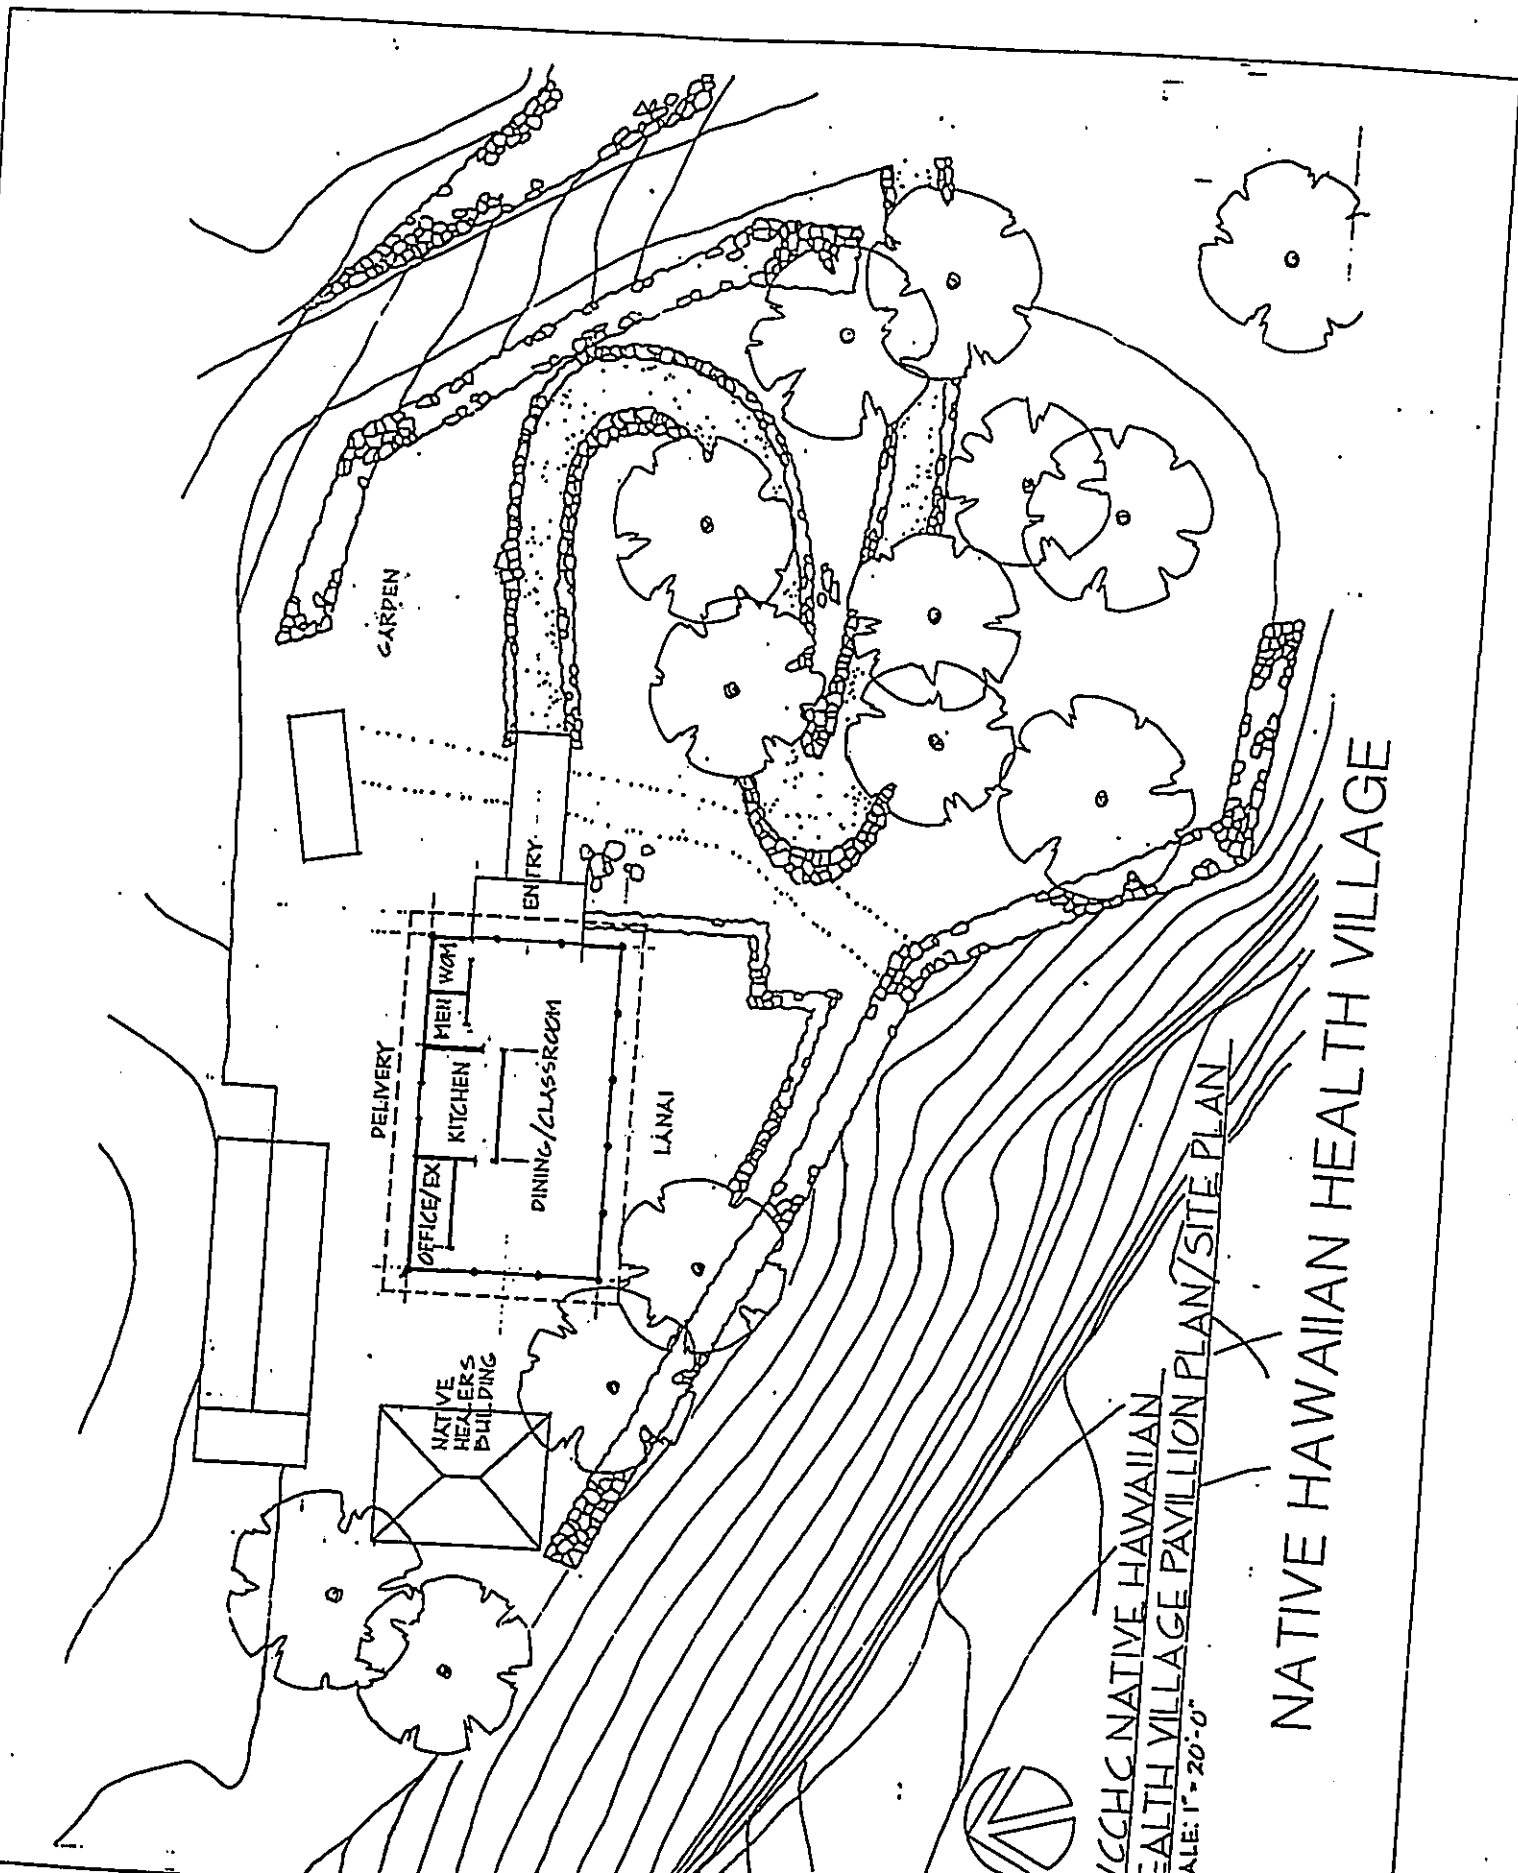 GARDEN
ENTRY
DELIVERY
MEN
WOM
KITCHEN
OFFICE/EX
DINING/CLASSROOM
LANAI
NATIVE
HEALERS
BUILDING
CCHC NATIVE HAWAIIAN
EALTH VILLAGE PAVILLION PLAN/SITE PLAN
ALE: 1" = 20'-0"
NATIVE HAWAIIAN HEALTH VILLAGE